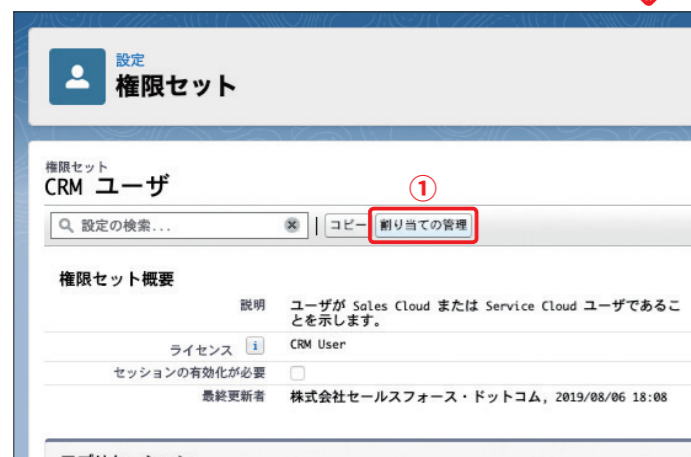 設定
権限セット
権限セット
CRM ユーザ
①
設定の検索... コピー 割り当ての管理
権限セット概要
説明 ユーザが Sales Cloud または Service Cloud ユーザであるこ
とを示します。
ライセンス i CRM User
セッションの有効化が必要
最終更新者 株式会社セールスフォース・ドットコム, 2019/08/06 18:08